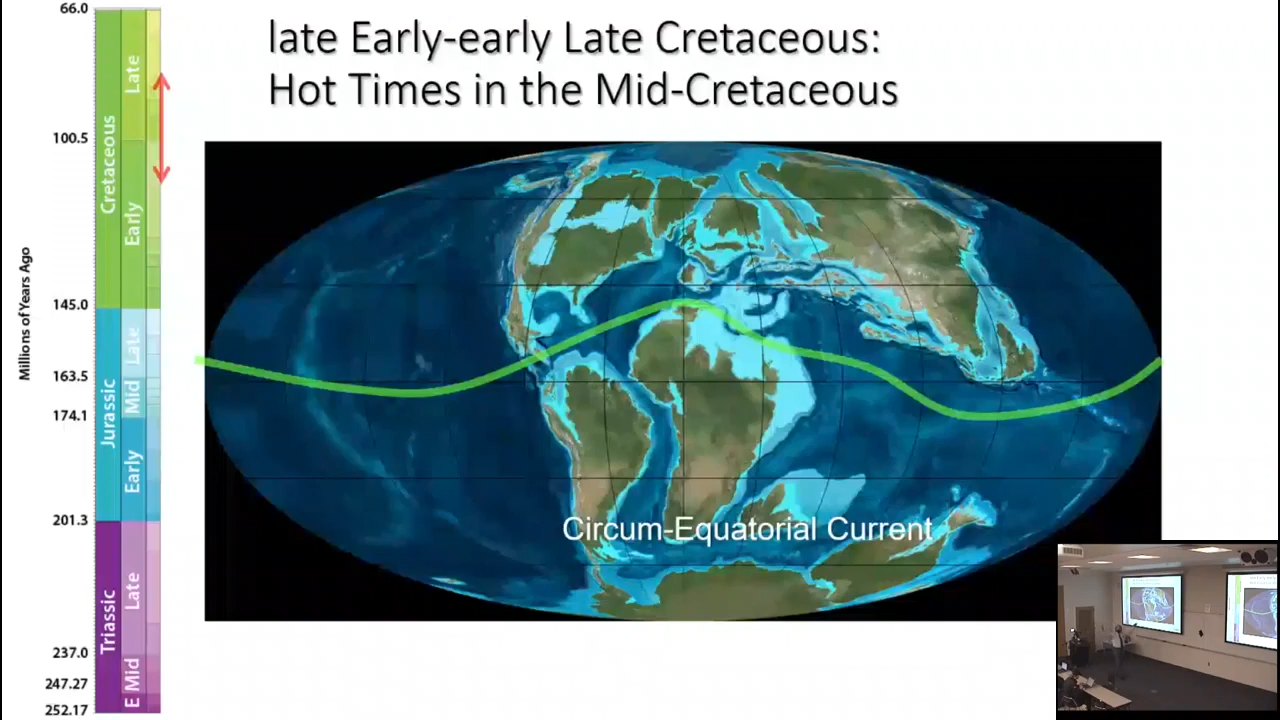 late Early-early Late Cretaceous:
Hot Times in the Mid-Cretaceous
66.0
100.5
145.0
163.5
174.1
201.3
237.0
247.27
252.17
Millions of Years Ago
Cretaceous
Late
Early
Jurassic
Late
Mid
Early
Triassic
Late
Mid
E
Circum-Equatorial Current